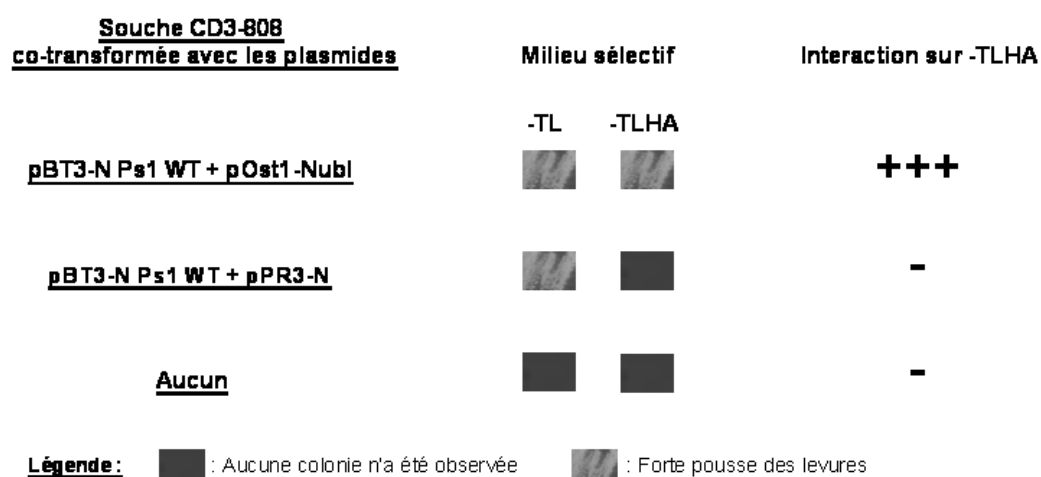 Souche CD3-808
co-transformée avec les plasmides
Milieu sélectif
Interaction sur -TLHA
-TL -TLHA
pBT3-N Ps1 WT + pOst1-NubI
+++
pBT3-N Ps1 WT + pPR3-N
-
Aucun
-
Légende : : Aucune colonie n'a été observée : Forte pousse des levures